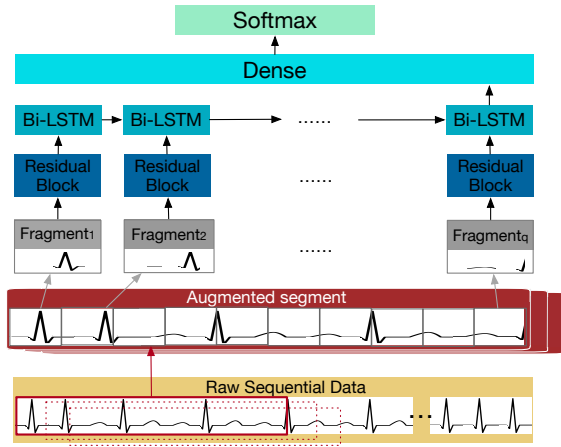 Softmax
Dense
Bi-LSTM Bi-LSTM ...... Bi-LSTM
Residual Block Residual Block ...... Residual Block
Fragment1 Fragment2 ...... Fragmentq
Augmented segment
Raw Sequential Data
...